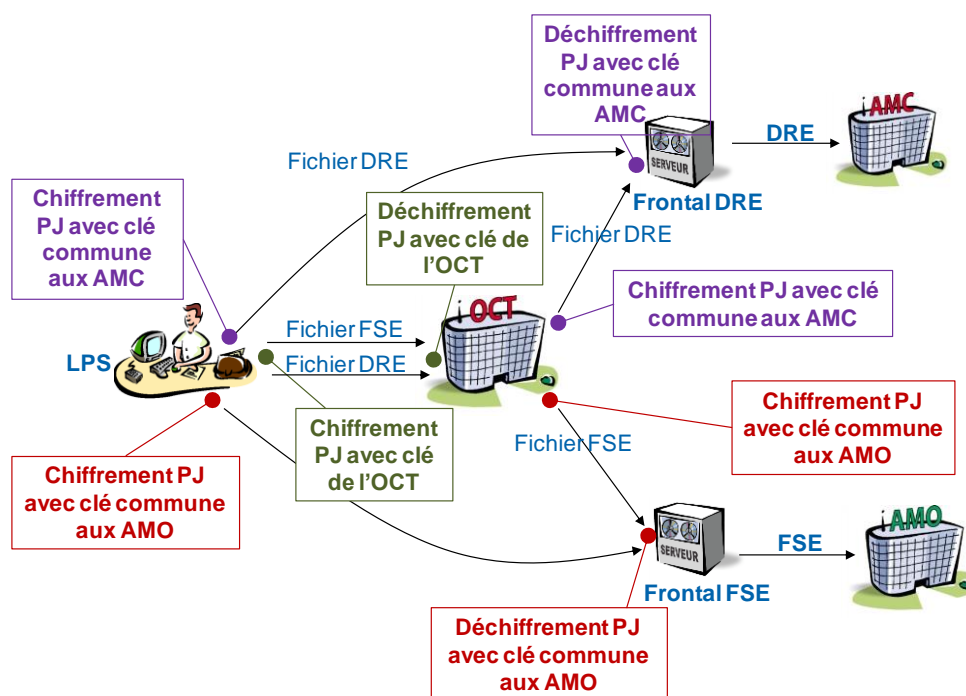 Déchiffrement
PJ avec clé
commune aux
AMC
AMC
DRE
SERVEUR
Fichier DRE
Frontal DRE
Chiffrement
PJ avec clé
commune
aux AMC
Déchiffrement
PJ avec clé de
l'OCT
Fichier DRE
Chiffrement PJ avec clé
commune aux AMC
OCT
Fichier FSE
Fichier DRE
LPS
Chiffrement PJ
avec clé commune
aux AMO
Chiffrement
PJ avec clé
de l'OCT
Chiffrement PJ
avec clé commune
aux AMO
Fichier FSE
SERVEUR
Frontal FSE
FSE
AMO
Déchiffrement PJ
avec clé commune
aux AMO